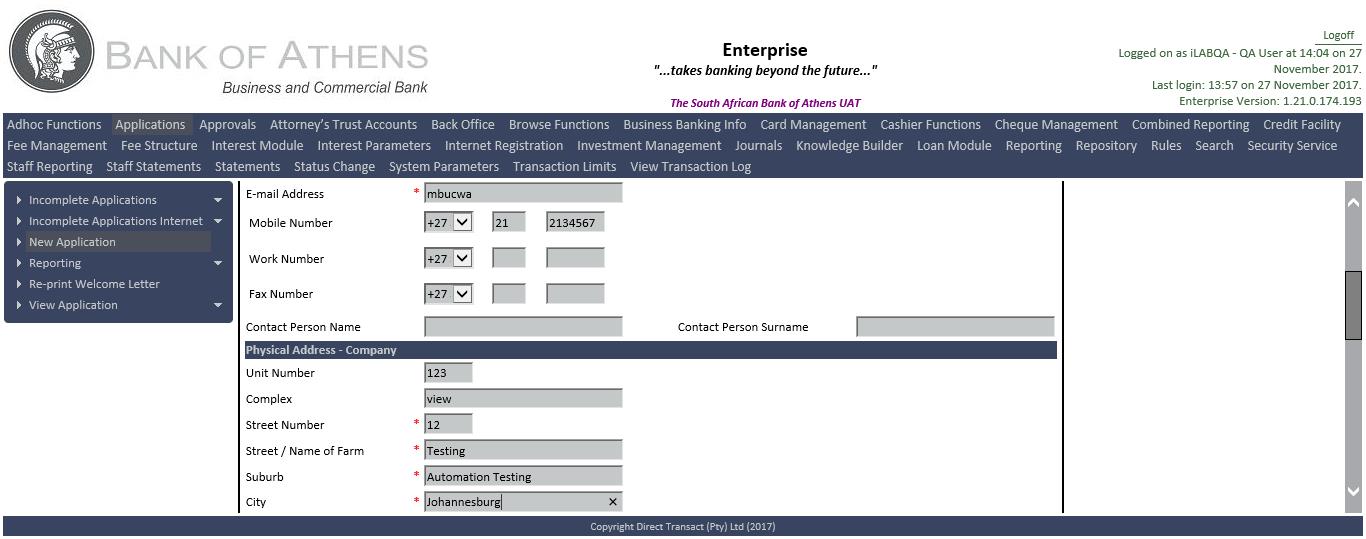 BANK OF ATHENS
Business and Commercial Bank
Enterprise
"...takes banking beyond the future..."
The South African Bank of Athens UAT
Logoff
Logged on as iLABQA - QA User at 14:04 on 27
November 2017.
Last login: 13:57 on 27 November 2017.
Enterprise Version: 1.21.0.174.193
Adhoc Functions Applications Approvals Attorney's Trust Accounts Back Office Browse Functions Business Banking Info Card Management Cashier Functions Cheque Management Combined Reporting Credit Facility
Fee Management Fee Structure Interest Module Interest Parameters Internet Registration Investment Management Journals Knowledge Builder Loan Module Reporting Repository Rules Search Security Service
Staff Reporting Staff Statements Statements Status Change System Parameters Transaction Limits View Transaction Log
Incomplete Applications
Incomplete Applications Internet
New Application
Reporting
Re-print Welcome Letter
View Application
E-mail Address * mbucwa
Mobile Number +27 21 2134567
Work Number +27
Fax Number +27
Contact Person Name Contact Person Surname
Physical Address - Company
Unit Number 123
Complex view
Street Number * 12
Street / Name of Farm * Testing
Suburb * Automation Testing
City * Johannesburg ×
Copyright Direct Transact (Pty) Ltd (2017)